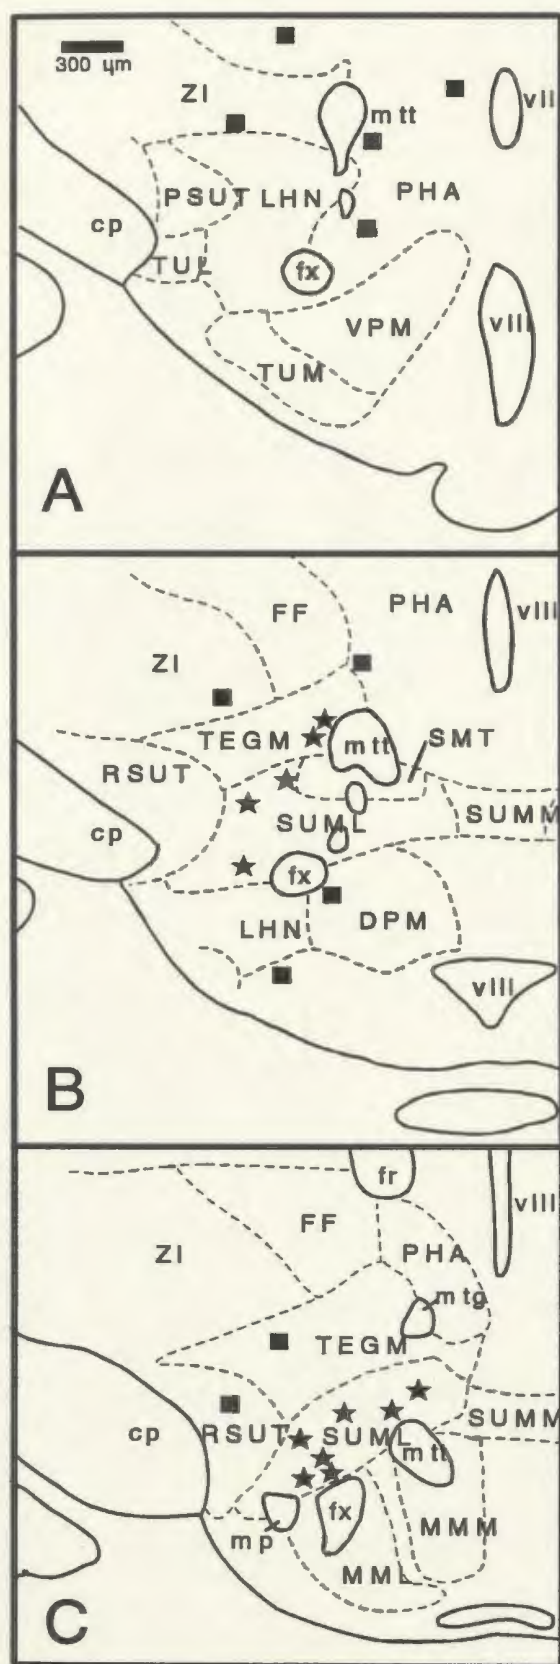 300 µm
ZI
mtt
vII
PSUT LHN PHA
cp
TUL
fx
VPM
vIII
TUM
A
FF PHA vIII
ZI
TEGM mtt SMT
RSUT
SUML SUMM
cp
fx
LHN DPM
vIII
B
fr
FF vIII
ZI PHA
mtg
TEGM
cp RSUT SUML SUMM
mtt
mp fx MMM
MML
C